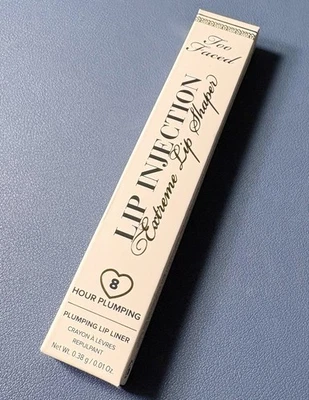 Too
Faced
LIP INJECTION
Extreme Lip Shaper
8
HOUR PLUMPING
PLUMPING LIP LINER
CRAYON À LÈVRES
REPULPANT
Net Wt. 0.38 g / 0.01 Oz.